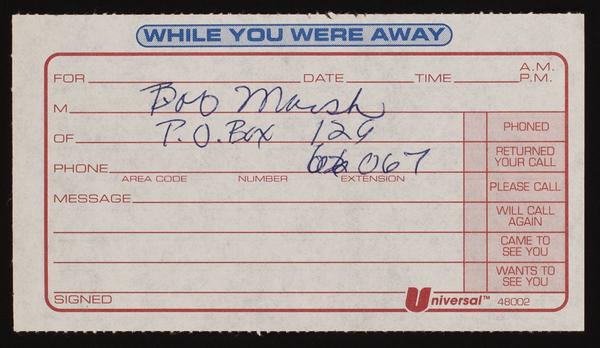 WHILE YOU WERE AWAY
FOR DATE TIME A.M. P.M.
M Bob Marsh
OF P.O. Box 126
PHONED
PHONE 067
RETURNED YOUR CALL
AREA CODE NUMBER EXTENSION
PLEASE CALL
MESSAGE
WILL CALL AGAIN
CAME TO SEE YOU
WANTS TO SEE YOU
SIGNED
Universal™ 48002